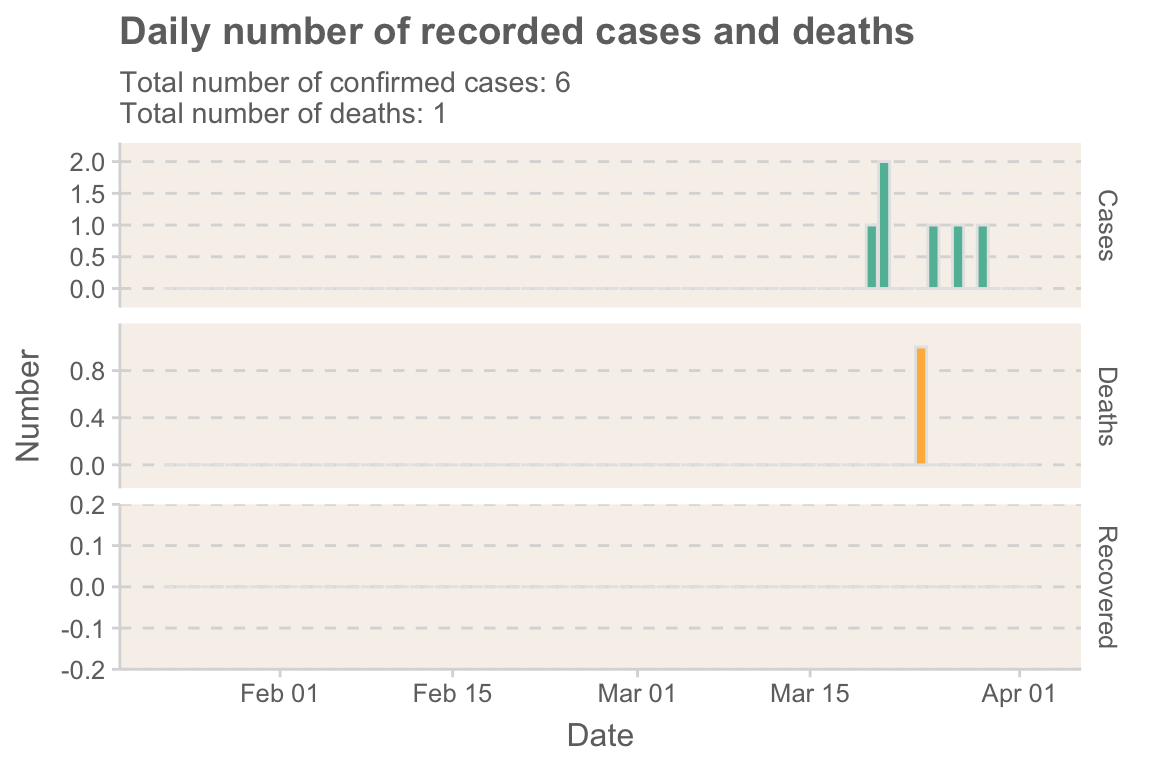 Daily number of recorded cases and deaths
Total number of confirmed cases: 6
Total number of deaths: 1
2.0
1.5
1.0
0.5
0.0
Cases
0.8
0.4
0.0
Deaths
0.2
0.1
0.0
-0.1
-0.2
Recovered
Number
Feb 01
Feb 15
Mar 01
Mar 15
Apr 01
Date